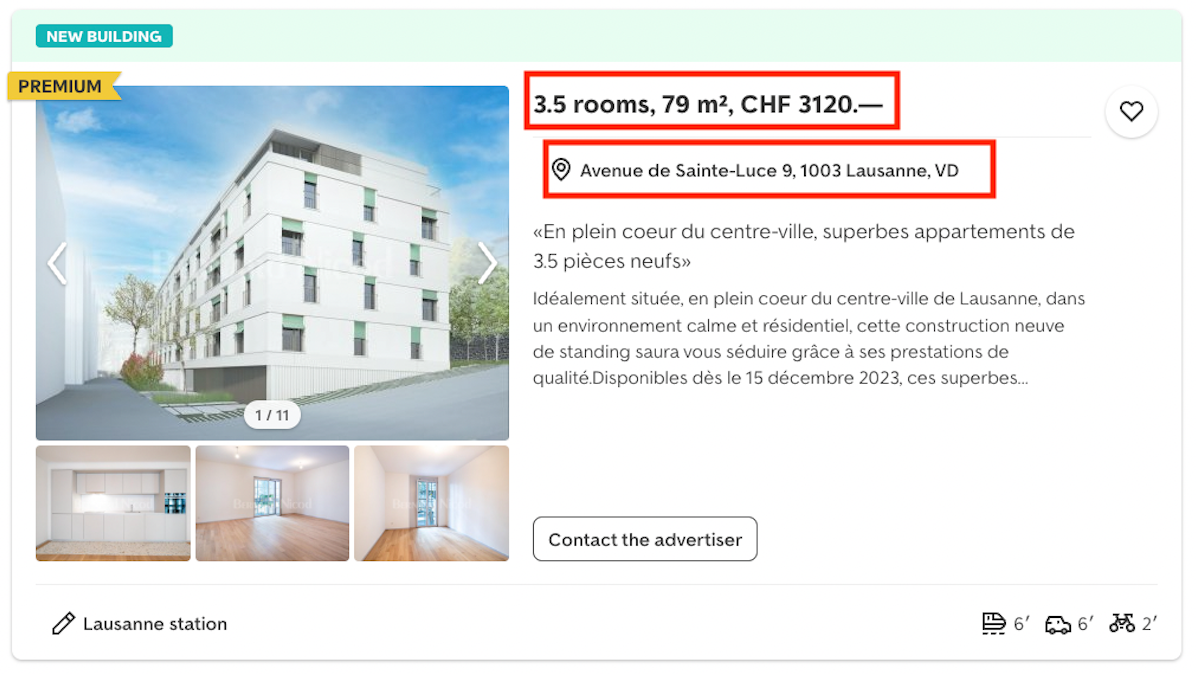 NEW BUILDING
PREMIUM
3.5 rooms, 79 m², CHF 3120.—
Avenue de Sainte-Luce 9, 1003 Lausanne, VD
«En plein coeur du centre-ville, superbes appartements de
3.5 pièces neufs»
Idéalement située, en plein coeur du centre-ville de Lausanne, dans
un environnement calme et résidentiel, cette construction neuve
de standing saura vous séduire grâce à ses prestations de
qualité.Disponibles dès le 15 décembre 2023, ces superbes...
1 / 11
Contact the advertiser
Lausanne station
6′ 6′ 2′